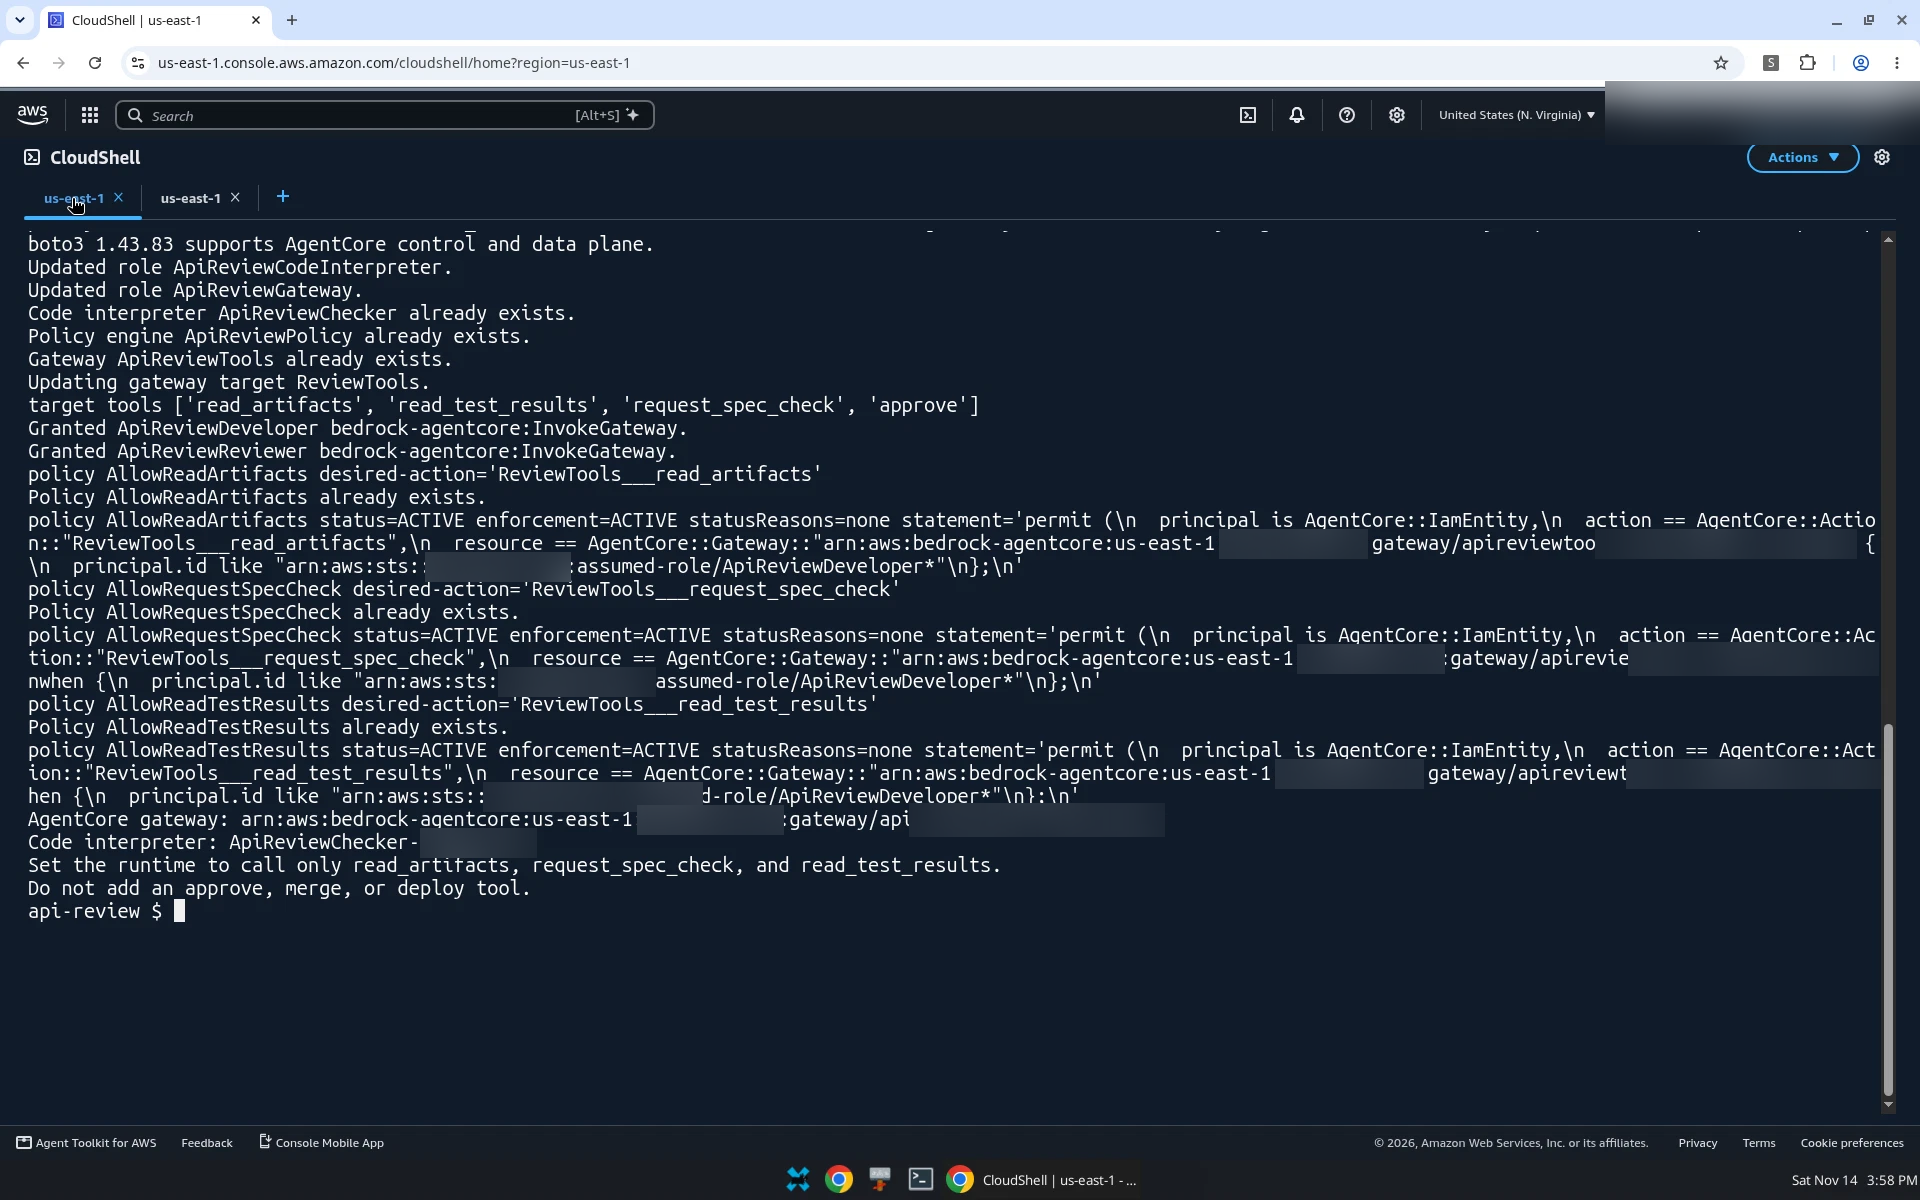 CloudShell | us-east-1
us-east-1.console.aws.amazon.com/cloudshell/home?region=us-east-1
S
aws
Search
[Alt+S]
United States (N. Virginia)
CloudShell
Actions
us-east-1
us-east-1
boto3 1.43.83 supports AgentCore control and data plane.
Updated role ApiReviewCodeInterpreter.
Updated role ApiReviewGateway.
Code interpreter ApiReviewChecker already exists.
Policy engine ApiReviewPolicy already exists.
Gateway ApiReviewTools already exists.
Updating gateway target ReviewTools.
target tools ['read_artifacts', 'read_test_results', 'request_spec_check', 'approve']
Granted ApiReviewDeveloper bedrock-agentcore:InvokeGateway.
Granted ApiReviewReviewer bedrock-agentcore:InvokeGateway.
policy AllowReadArtifacts desired-action='ReviewTools___read_artifacts'
Policy AllowReadArtifacts already exists.
policy AllowReadArtifacts status=ACTIVE enforcement=ACTIVE statusReasons=none statement='permit (\n  principal is AgentCore::IamEntity,\n  action == AgentCore::Actio
n::"ReviewTools___read_artifacts",\n  resource == AgentCore::Gateway::"arn:aws:bedrock-agentcore:us-east-1 gateway/apireviewtoo {
\n  principal.id like "arn:aws:sts:: :assumed-role/ApiReviewDeveloper*"\n};\n'
policy AllowRequestSpecCheck desired-action='ReviewTools___request_spec_check'
Policy AllowRequestSpecCheck already exists.
policy AllowRequestSpecCheck status=ACTIVE enforcement=ACTIVE statusReasons=none statement='permit (\n  principal is AgentCore::IamEntity,\n  action == AgentCore::Ac
tion::"ReviewTools___request_spec_check",\n  resource == AgentCore::Gateway::"arn:aws:bedrock-agentcore:us-east-1 :gateway/apirevie
nwhen {\n  principal.id like "arn:aws:sts: assumed-role/ApiReviewDeveloper*"\n};\n'
policy AllowReadTestResults desired-action='ReviewTools___read_test_results'
Policy AllowReadTestResults already exists.
policy AllowReadTestResults status=ACTIVE enforcement=ACTIVE statusReasons=none statement='permit (\n  principal is AgentCore::IamEntity,\n  action == AgentCore::Act
ion::"ReviewTools___read_test_results",\n  resource == AgentCore::Gateway::"arn:aws:bedrock-agentcore:us-east-1 gateway/apireviewt
hen {\n  principal.id like "arn:aws:sts:: d-role/ApiReviewDeveloper*"\n};\n'
AgentCore gateway: arn:aws:bedrock-agentcore:us-east-1 :gateway/api
Code interpreter: ApiReviewChecker-
Set the runtime to call only read_artifacts, request_spec_check, and read_test_results.
Do not add an approve, merge, or deploy tool.
api-review $
Agent Toolkit for AWS
Feedback
Console Mobile App
© 2026, Amazon Web Services, Inc. or its affiliates.
Privacy
Terms
Cookie preferences
CloudShell | us-east-1 - ...
Sat Nov 14 3:58 PM